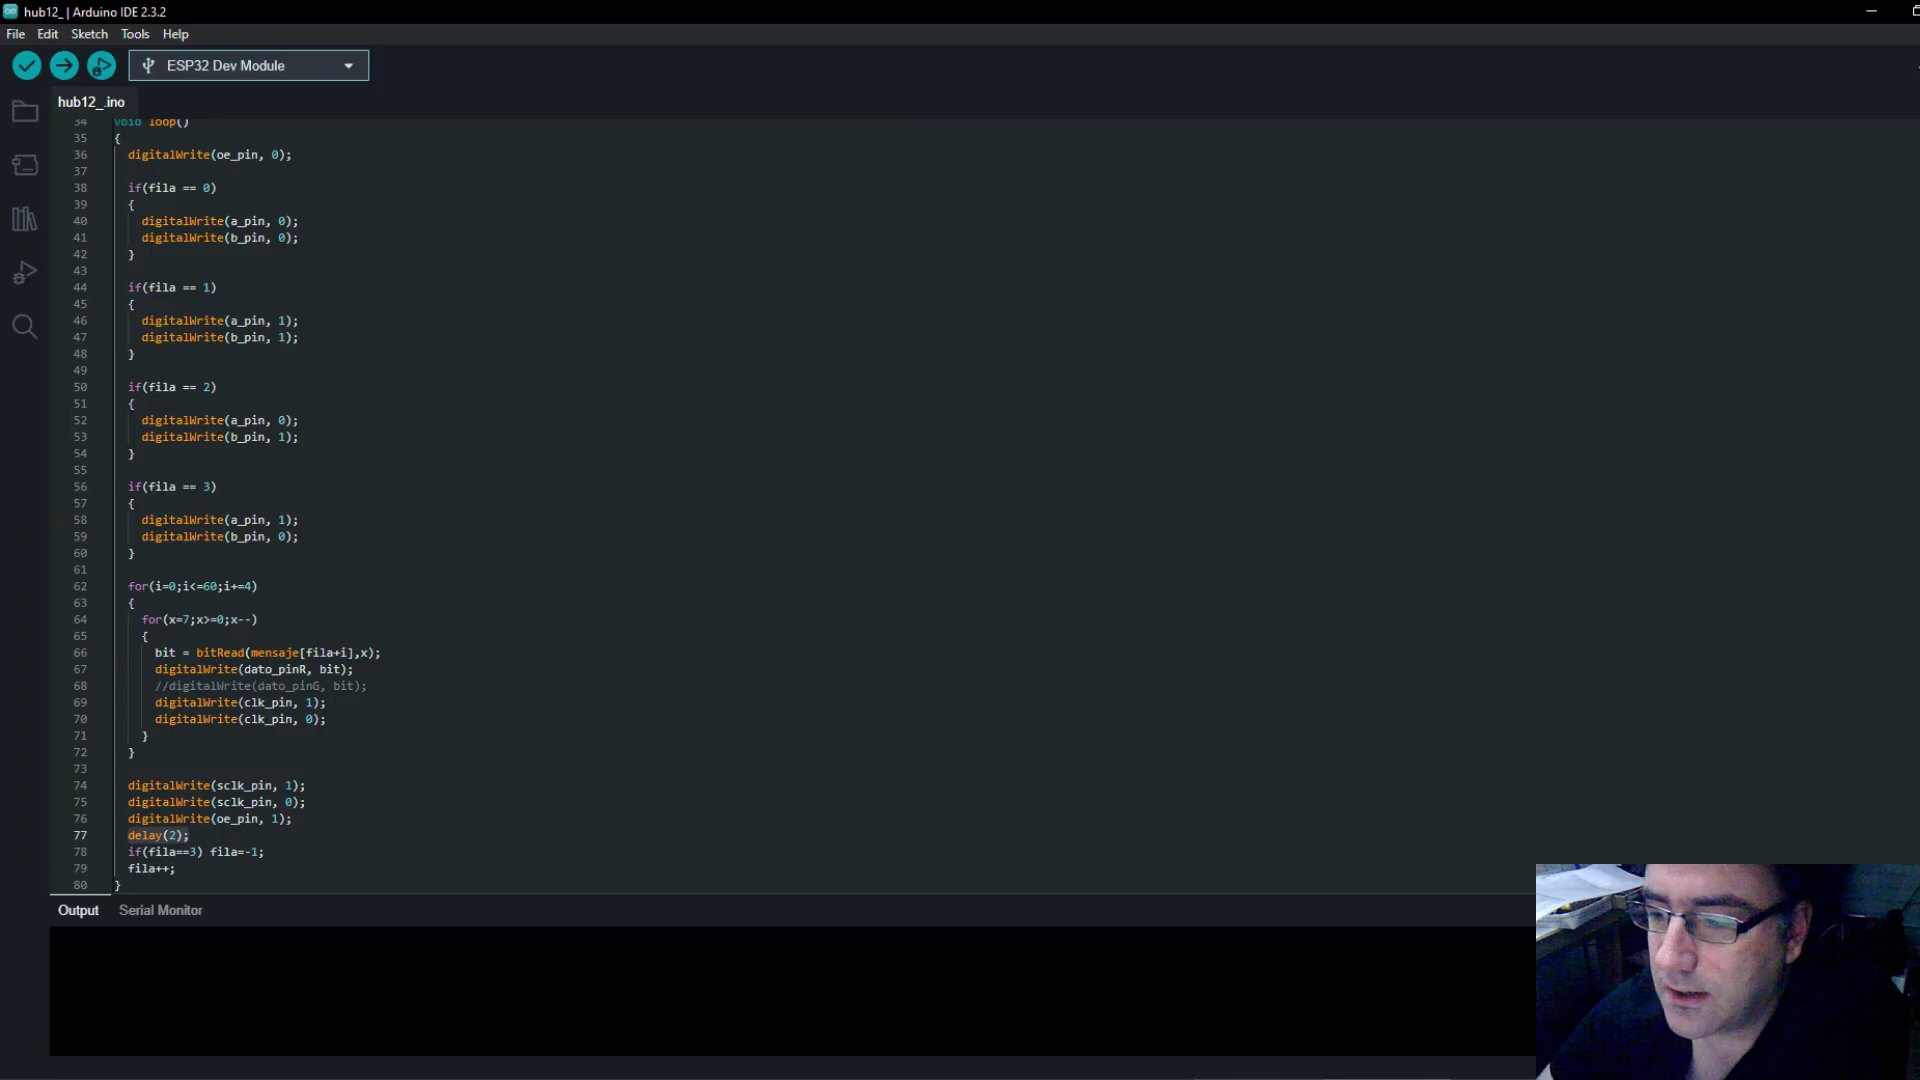 hub12_ | Arduino IDE 2.3.2
File Edit Sketch Tools Help
ESP32 Dev Module
hub12_.ino
34 void loop()
35 {
36 digitalWrite(oe_pin, 0);
37
38 if(fila == 0)
39 {
40 digitalWrite(a_pin, 0);
41 digitalWrite(b_pin, 0);
42 }
43
44 if(fila == 1)
45 {
46 digitalWrite(a_pin, 1);
47 digitalWrite(b_pin, 1);
48 }
49
50 if(fila == 2)
51 {
52 digitalWrite(a_pin, 0);
53 digitalWrite(b_pin, 1);
54 }
55
56 if(fila == 3)
57 {
58 digitalWrite(a_pin, 1);
59 digitalWrite(b_pin, 0);
60 }
61
62 for(i=0;i<=60;i+=4)
63 {
64 for(x=7;x>=0;x--)
65 {
66 bit = bitRead(mensaje[fila+i],x);
67 digitalWrite(dato_pinR, bit);
68 //digitalWrite(dato_pinG, bit);
69 digitalWrite(clk_pin, 1);
70 digitalWrite(clk_pin, 0);
71 }
72 }
73
74 digitalWrite(sclk_pin, 1);
75 digitalWrite(sclk_pin, 0);
76 digitalWrite(oe_pin, 1);
77 delay(2);
78 if(fila==3) fila=-1;
79 fila++;
80 }
Output Serial Monitor